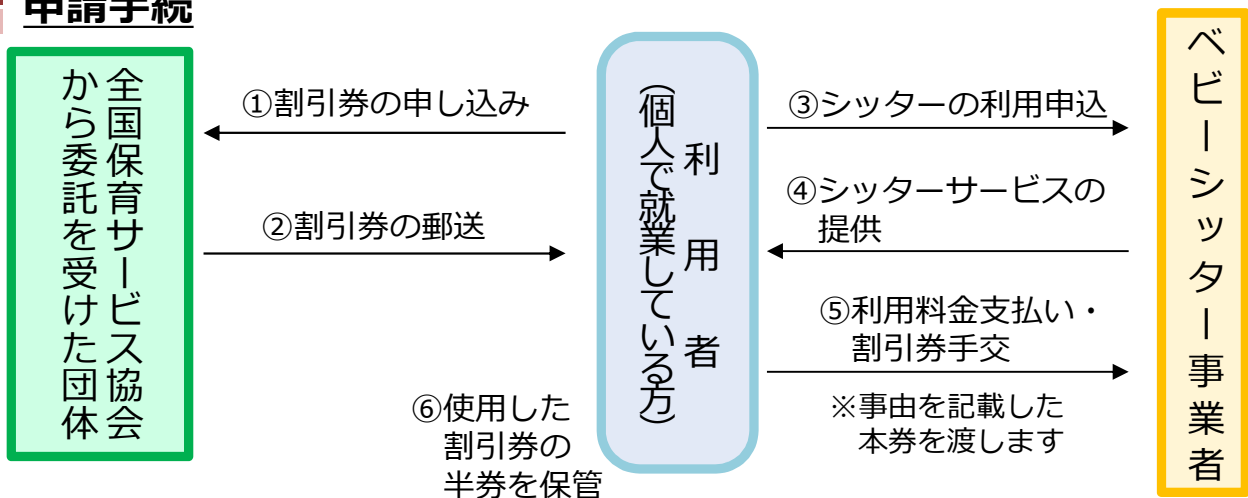 申請手続
全国保育サービス協会
から委託を受けた団体
①割引券の申し込み
②割引券の郵送
利用者
(個人で就業している方)
③シッターの利用申込
④シッターサービスの
提供
⑤利用料金支払い・
割引券手交
※事由を記載した
本券を渡します
⑥使用した
割引券の
半券を保管
ベビーシッター事業者